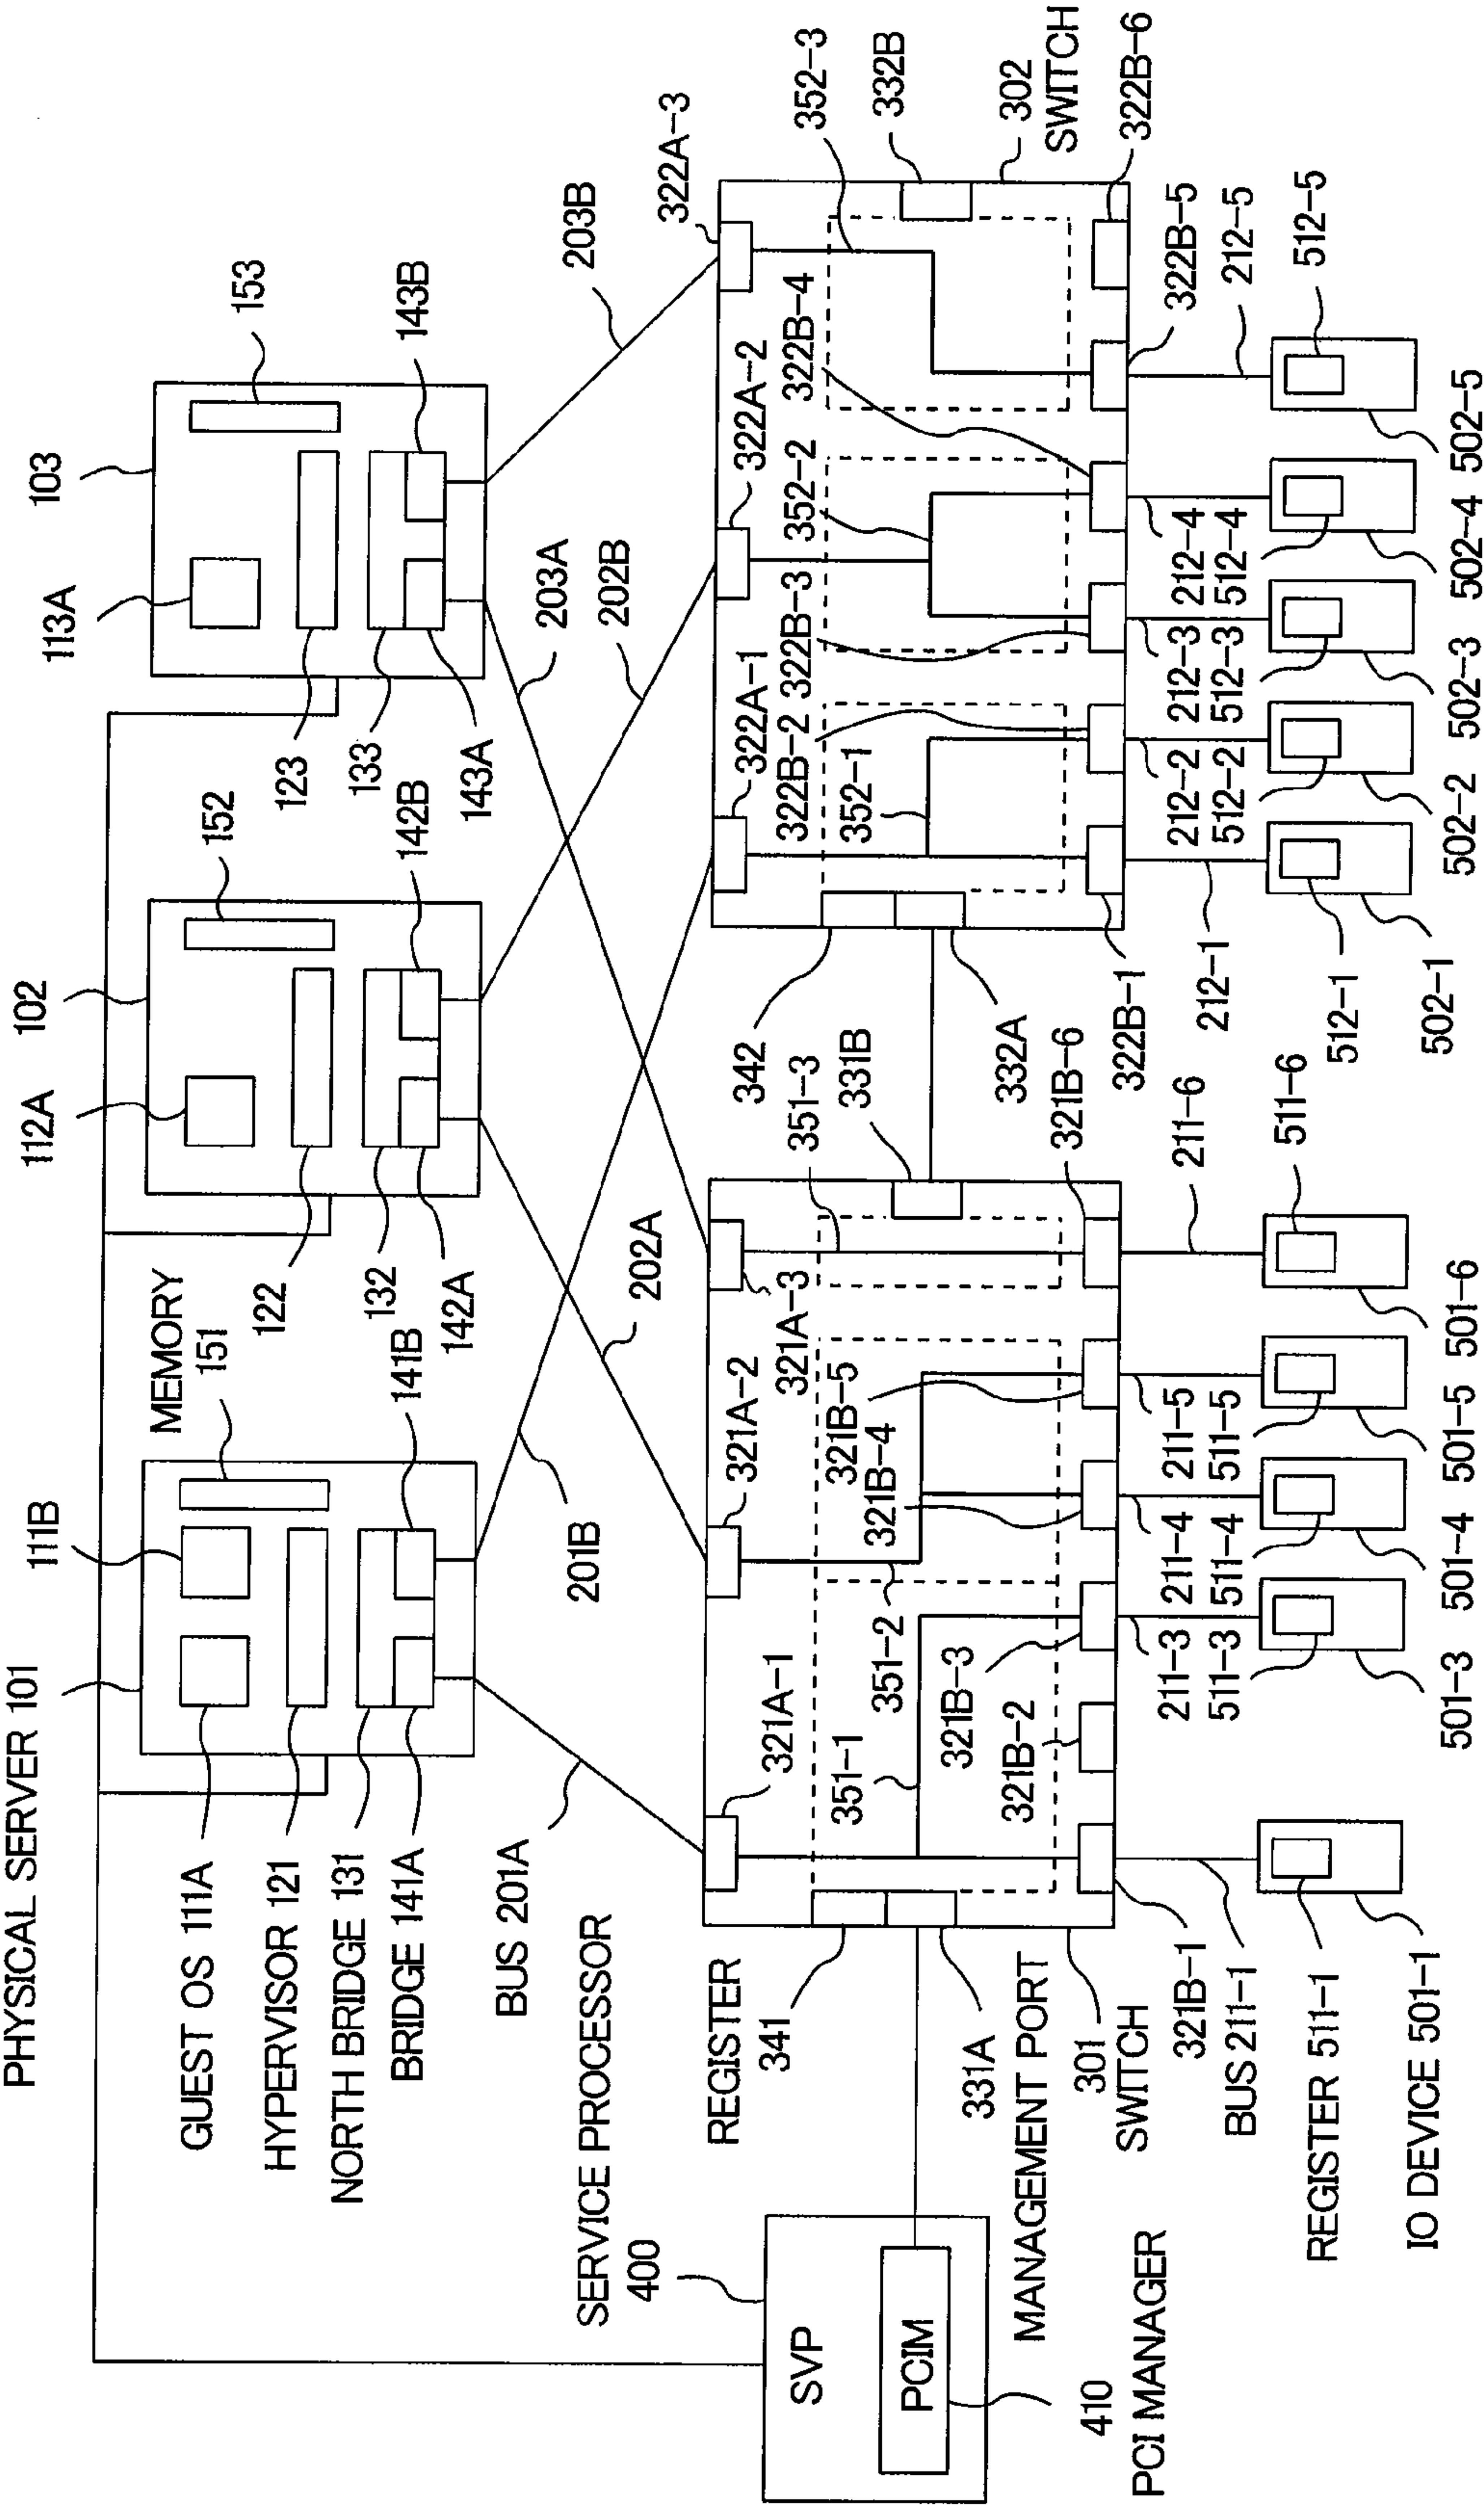 PHYSICAL SERVER 101
111B
MEMORY
151
112A
102
152
113A
103
153
GUEST OS 111A
HYPERVISOR 121
NORTH BRIDGE 131
BRIDGE 141A
141B
122
132
142A
142B
123
133
143A
143B
BUS 201A
201B
202A
202B
203A
203B
SERVICE PROCESSOR
400
SVP
PCIM
410
PCI MANAGER
REGISTER
341
331A
MANAGEMENT PORT
301
SWITCH
321A-1
321A-2
321A-3
351-1
351-2
351-3
331B
321B-1
321B-2
321B-3
321B-4
321B-5
321B-6
342
332A
322A-1
322A-2
322A-3
352-1
352-2
352-3
332B
302
SWITCH
322B-1
322B-2
322B-3
322B-4
322B-5
322B-6
BUS 211-1
211-3
211-4
211-5
211-6
212-1
212-2
212-3
212-4
212-5
REGISTER 511-1
511-3
511-4
511-5
511-6
512-1
512-2
512-3
512-4
512-5
IO DEVICE 501-1
501-3
501-4
501-5
501-6
502-1
502-2
502-3
502-4
502-5